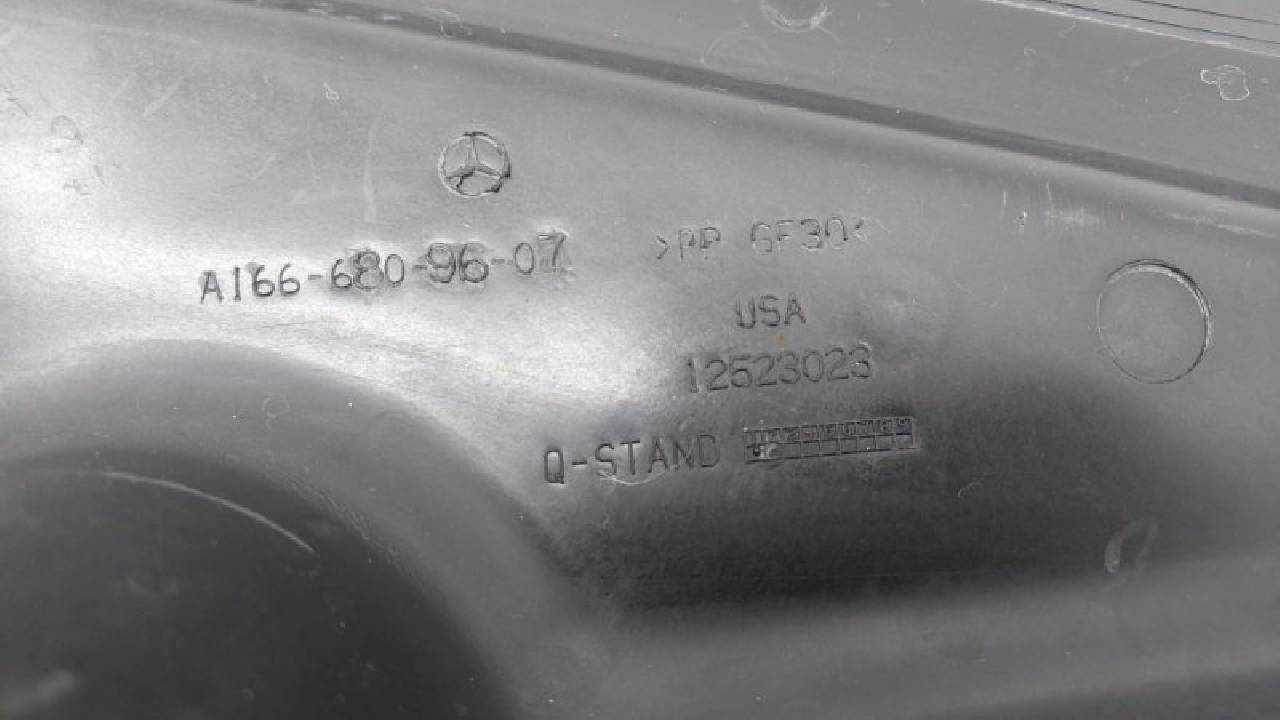 A166-680-96-07
>PP GF30<
USA
12523023
Q-STAND